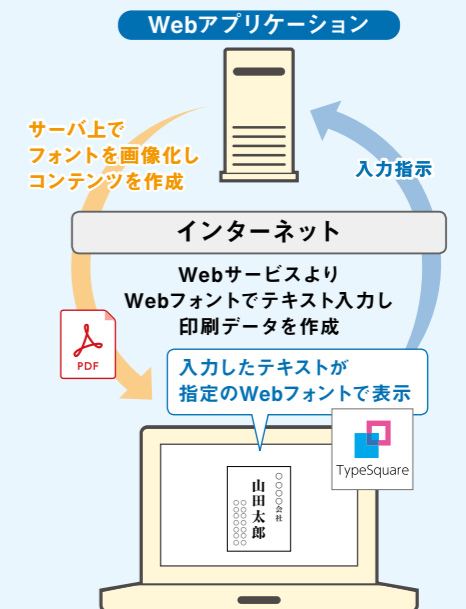 Webアプリケーション
サーバ上で
フォントを画像化し
コンテンツを作成
入力指示
インターネット
Webサービスより
Webフォントでテキスト入力し
印刷データを作成
PDF
入力したテキストが
指定のWebフォントで表示
TypeSquare
○○○○会社
山田太郎
○○○○○○○
○○○○○○○